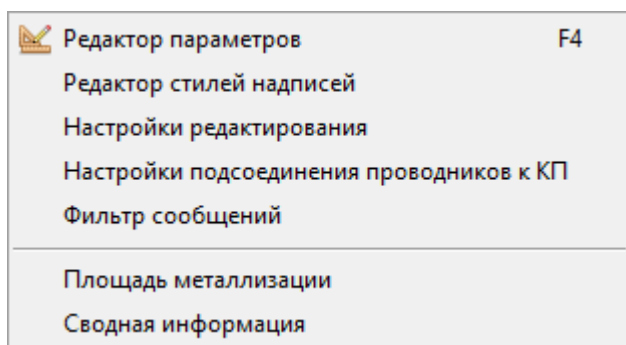 Редактор параметров F4
Редактор стилей надписей
Настройки редактирования
Настройки подсоединения проводников к КП
Фильтр сообщений
Площадь металлизации
Сводная информация